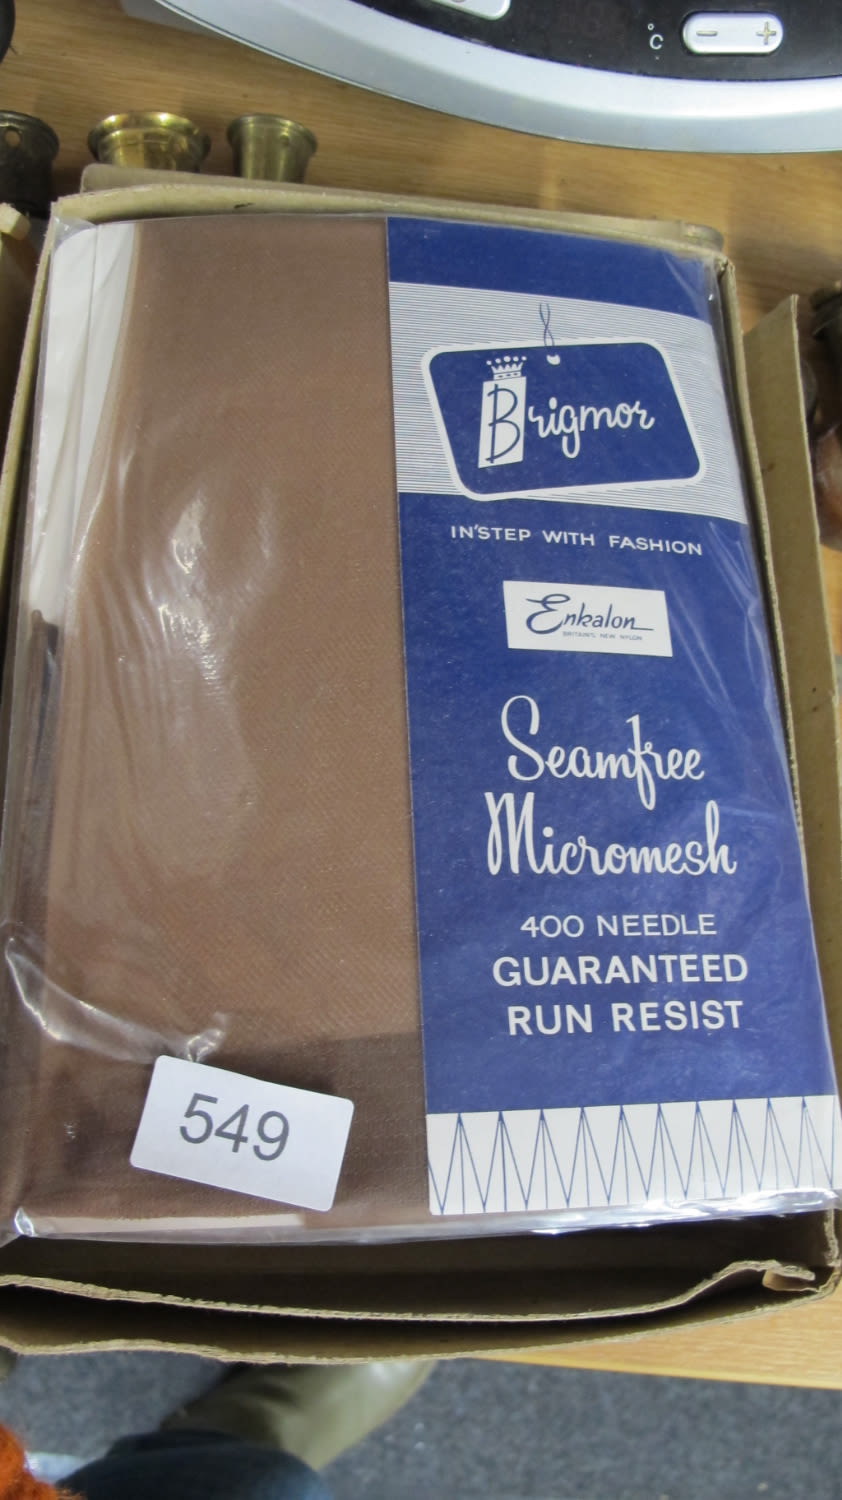 °C
- +
Brigmor
IN'STEP WITH FASHION
Enkalon
BRITAIN'S NEW NYLON
Seamfree
Micromesh
400 NEEDLE
GUARANTEED
RUN RESIST
549